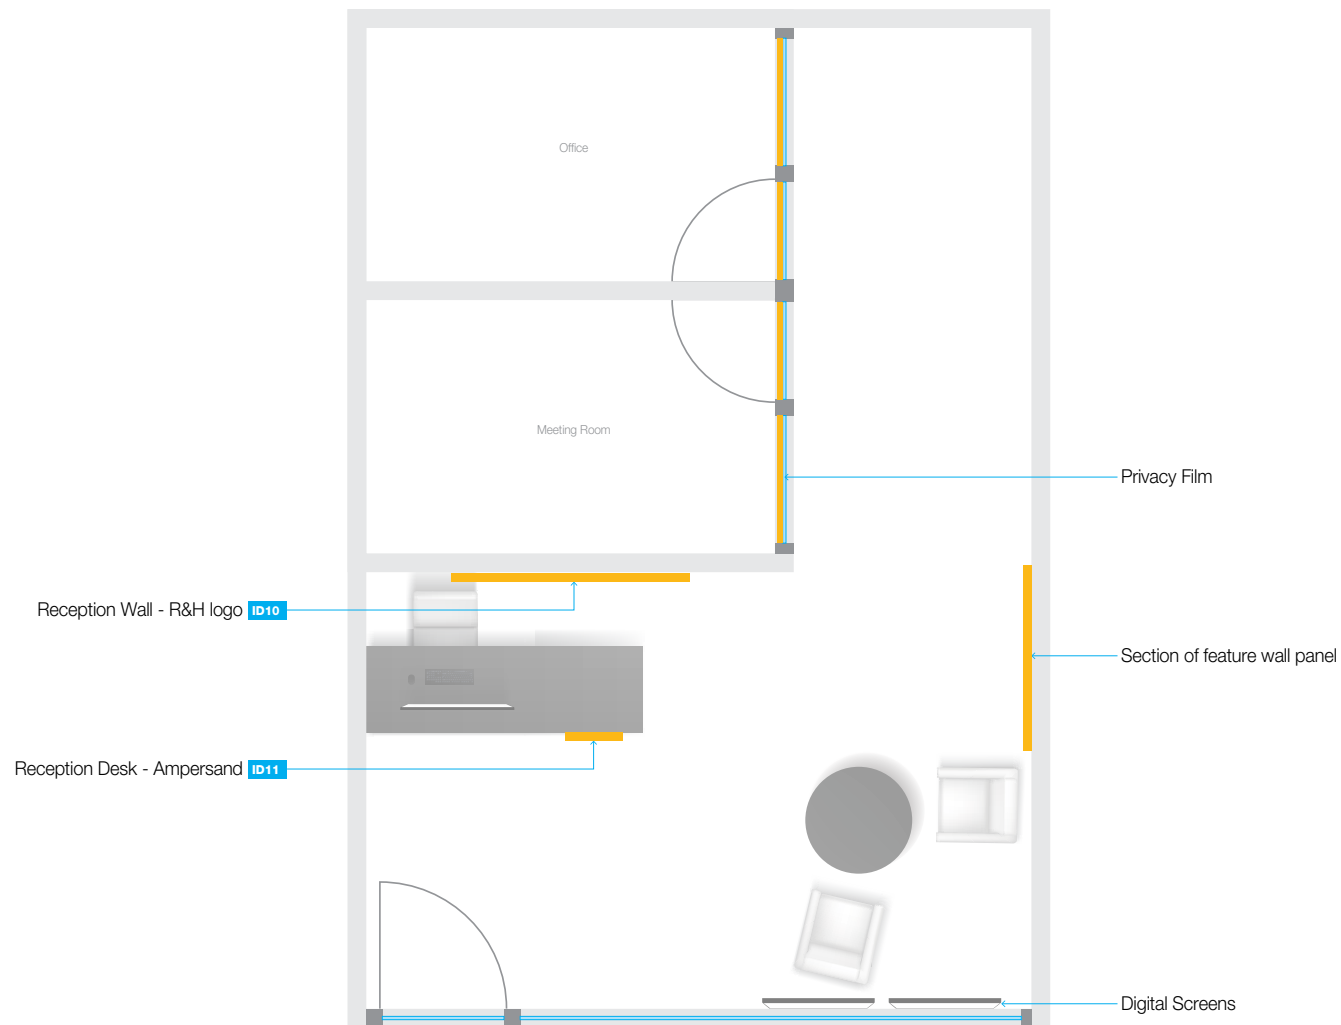 Office
Meeting Room
Privacy Film
Reception Wall - R&H logo ID10
Section of feature wall panel
Reception Desk - Ampersand ID11
Digital Screens